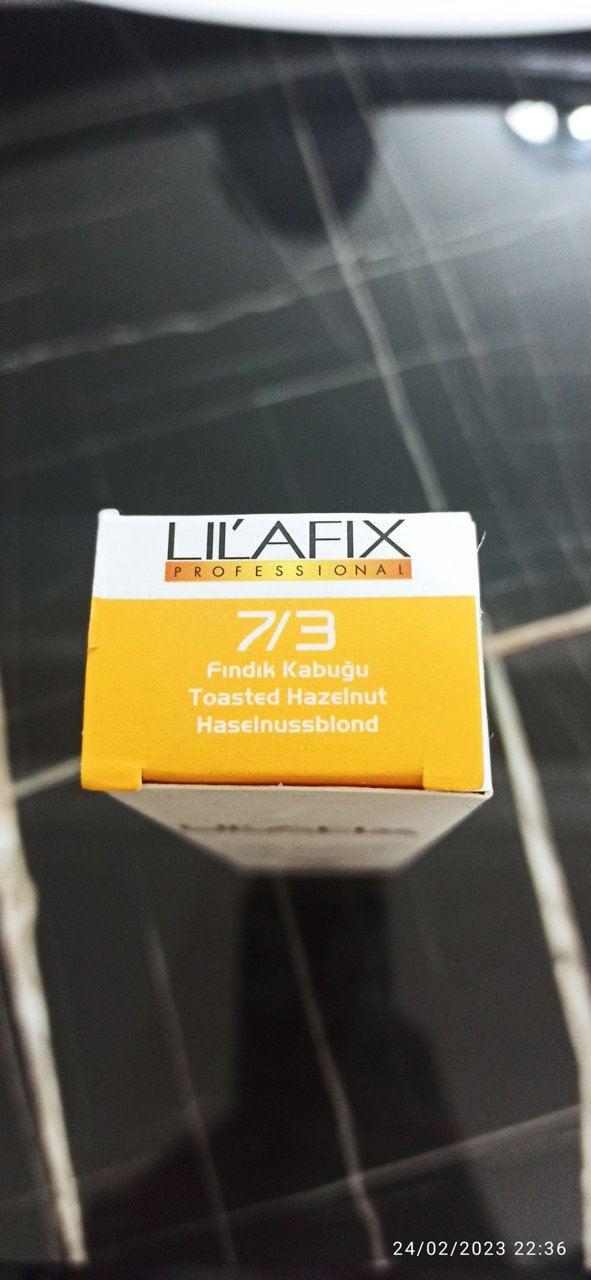 LIL'AFIX
PROFESSIONAL
7/3
Fındık Kabuğu
Toasted Hazelnut
Haselnussblond
24/02/2023 22:36